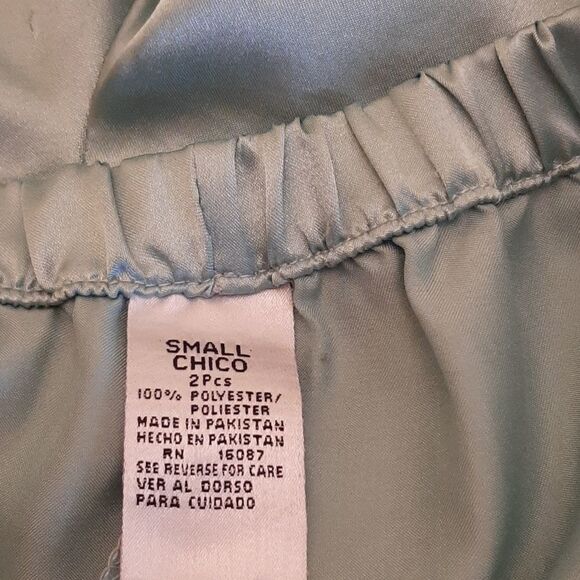 SMALL
CHICO
2Pcs
100% POLYESTER/
POLIESTER
MADE IN PAKISTAN
HECHO EN PAKISTAN
RN 16087
SEE REVERSE FOR CARE
VER AL DORSO
PARA CUIDADO